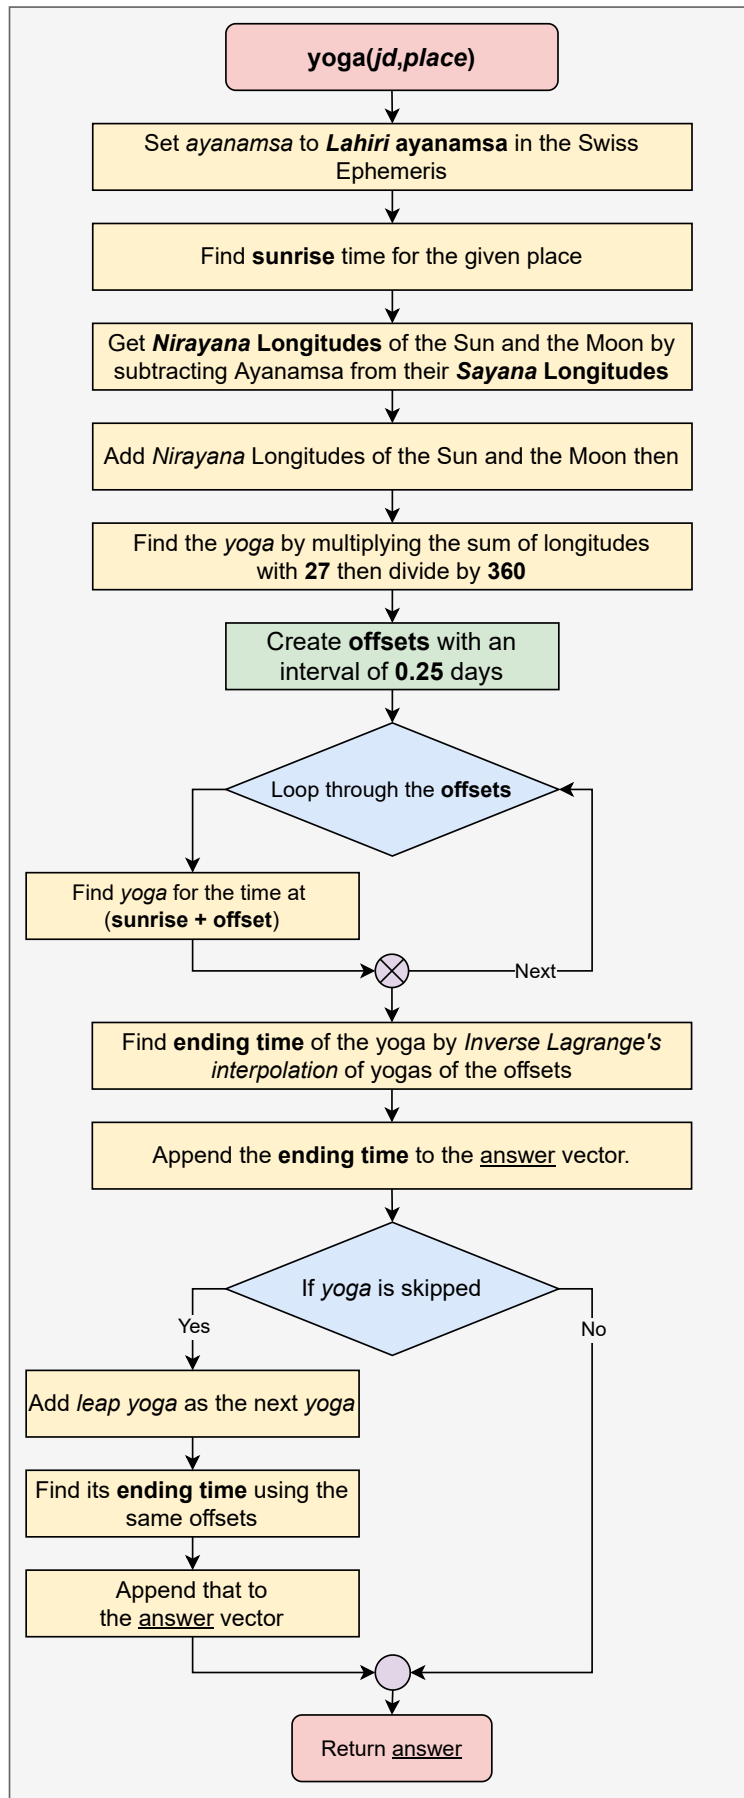 yoga(jd,place)
Set ayanamsa to Lahiri ayanamsa in the Swiss
Ephemeris
Find sunrise time for the given place
Get Nirayana Longitudes of the Sun and the Moon by
subtracting Ayanamsa from their Sayana Longitudes
Add Nirayana Longitudes of the Sun and the Moon then
Find the yoga by multiplying the sum of longitudes
with 27 then divide by 360
Create offsets with an
interval of 0.25 days
Loop through the offsets
Find yoga for the time at
(sunrise + offset)
Next
Find ending time of the yoga by Inverse Lagrange's
interpolation of yogas of the offsets
Append the ending time to the answer vector.
If yoga is skipped
Yes
No
Add leap yoga as the next yoga
Find its ending time using the
same offsets
Append that to
the answer vector
Return answer